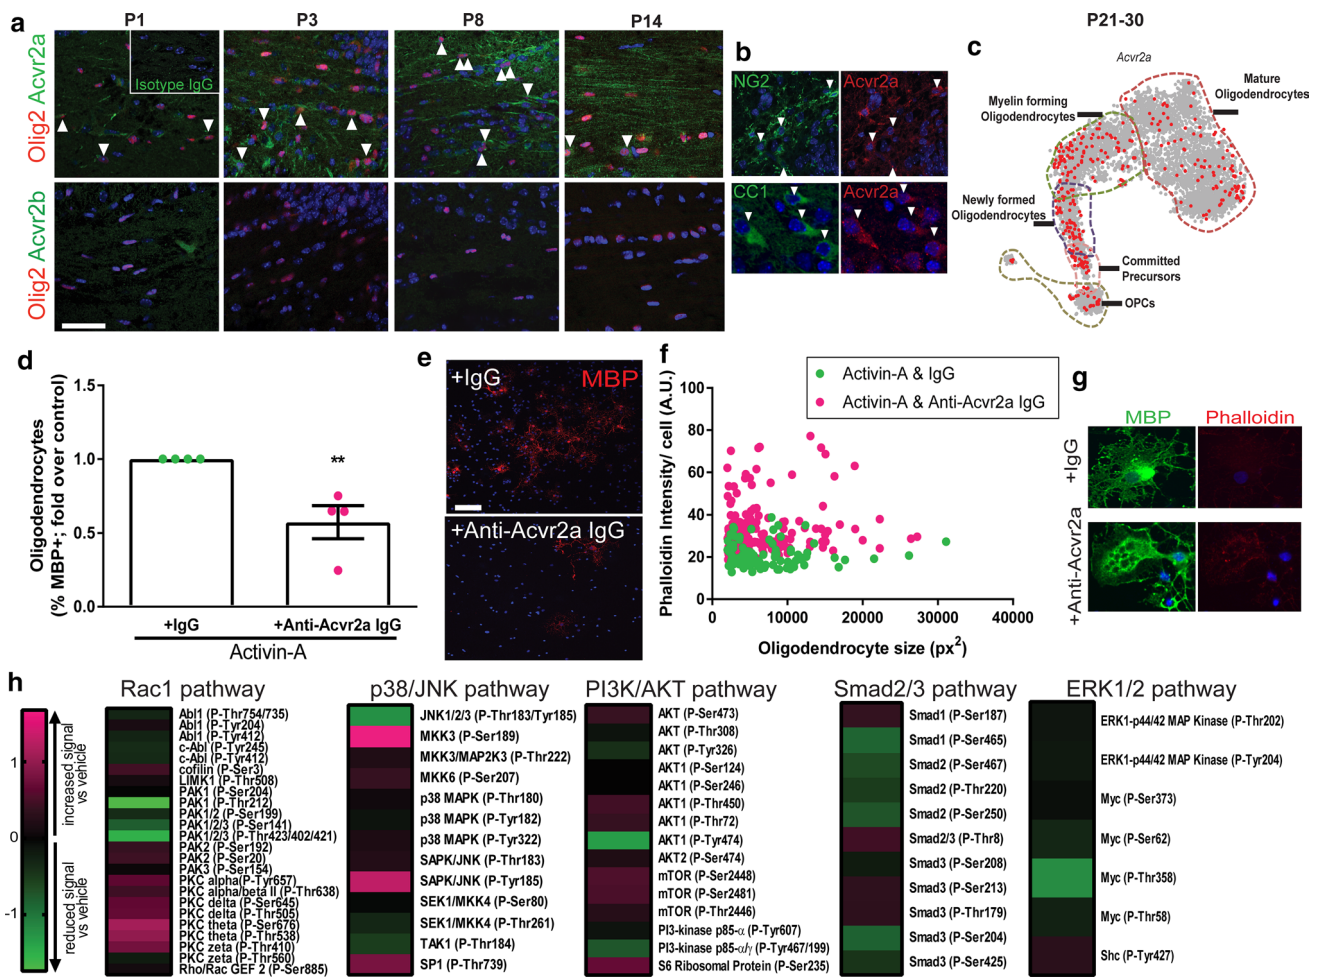 a
P1
P3
P8
P14
Olig2 Acvr2a
Isotype IgG
Olig2 Acvr2b
b
NG2
Acvr2a
CC1
Acvr2a
P21-30
c
Acvr2a
Myelin forming
Oligodendrocytes
Mature
Oligodendrocytes
Newly formed
Oligodendrocytes
Committed
Precursors
OPCs
d
Oligodendrocytes
(% MBP+; fold over control)
1.5
1.0
0.5
0.0
**
+IgG
+Anti-Acvr2a IgG
Activin-A
e
+IgG
MBP
+Anti-Acvr2a IgG
f
Activin-A & IgG
Activin-A & Anti-Acvr2a IgG
Phalloidin Intensity/ cell (A.U.)
100
80
60
40
20
0
0
10000
20000
30000
40000
Oligodendrocyte size (px²)
g
MBP
Phalloidin
+IgG
+Anti-Acvr2a
h
increased signal
vs vehicle
reduced signal
vs vehicle
1
0
-1
Rac1 pathway
Abl1 (P-Thr754/735)
Abl1 (P-Tyr204)
Abl1 (P-Tyr412)
c-Abl (P-Tyr245)
c-Abl (P-Tyr412)
cofilin (P-Ser3)
LIMK1 (P-Thr508)
PAK1 (P-Ser204)
PAK1 (P-Thr212)
PAK1/2 (P-Ser199)
PAK1/2/3 (P-Ser141)
PAK1/2/3 (P-Thr423/402/421)
PAK2 (P-Ser192)
PAK2 (P-Ser20)
PAK3 (P-Ser154)
PKC alpha(P-Tyr657)
PKC alpha/beta II (P-Thr638)
PKC delta (P-Ser645)
PKC delta (P-Thr505)
PKC theta (P-Ser676)
PKC theta (P-Thr538)
PKC zeta (P-Thr410)
PKC zeta (P-Thr560)
Rho/Rac GEF 2 (P-Ser885)
p38/JNK pathway
JNK1/2/3 (P-Thr183/Tyr185)
MKK3 (P-Ser189)
MKK3/MAP2K3 (P-Thr222)
MKK6 (P-Ser207)
p38 MAPK (P-Thr180)
p38 MAPK (P-Tyr182)
p38 MAPK (P-Tyr322)
SAPK/JNK (P-Thr183)
SAPK/JNK (P-Tyr185)
SEK1/MKK4 (P-Ser80)
SEK1/MKK4 (P-Thr261)
TAK1 (P-Thr184)
SP1 (P-Thr739)
PI3K/AKT pathway
AKT (P-Ser473)
AKT (P-Thr308)
AKT (P-Tyr326)
AKT1 (P-Ser124)
AKT1 (P-Ser246)
AKT1 (P-Thr450)
AKT1 (P-Thr72)
AKT1 (P-Tyr474)
AKT2 (P-Ser474)
mTOR (P-Ser2448)
mTOR (P-Ser2481)
mTOR (P-Thr2446)
PI3-kinase p85-α (P-Tyr607)
PI3-kinase p85-α/γ (P-Tyr467/199)
S6 Ribosomal Protein (P-Ser235)
Smad2/3 pathway
Smad1 (P-Ser187)
Smad1 (P-Ser465)
Smad2 (P-Ser467)
Smad2 (P-Thr220)
Smad2 (P-Ser250)
Smad2/3 (P-Thr8)
Smad3 (P-Ser208)
Smad3 (P-Ser213)
Smad3 (P-Thr179)
Smad3 (P-Ser204)
Smad3 (P-Ser425)
ERK1/2 pathway
ERK1-p44/42 MAP Kinase (P-Thr202)
ERK1-p44/42 MAP Kinase (P-Tyr204)
Myc (P-Ser373)
Myc (P-Ser62)
Myc (P-Thr358)
Myc (P-Thr58)
Shc (P-Tyr427)